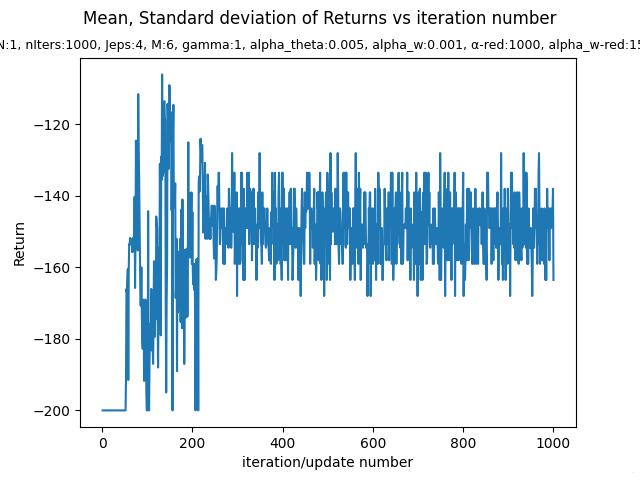 Mean, Standard deviation of Returns vs iteration number
N:1, nIters:1000, Jeps:4, M:6, gamma:1, alpha_theta:0.005, alpha_w:0.001, α-red:1000, alpha_w-red:15
−120
−140
−160
−180
−200
Return
0 200 400 600 800 1000
iteration/update number